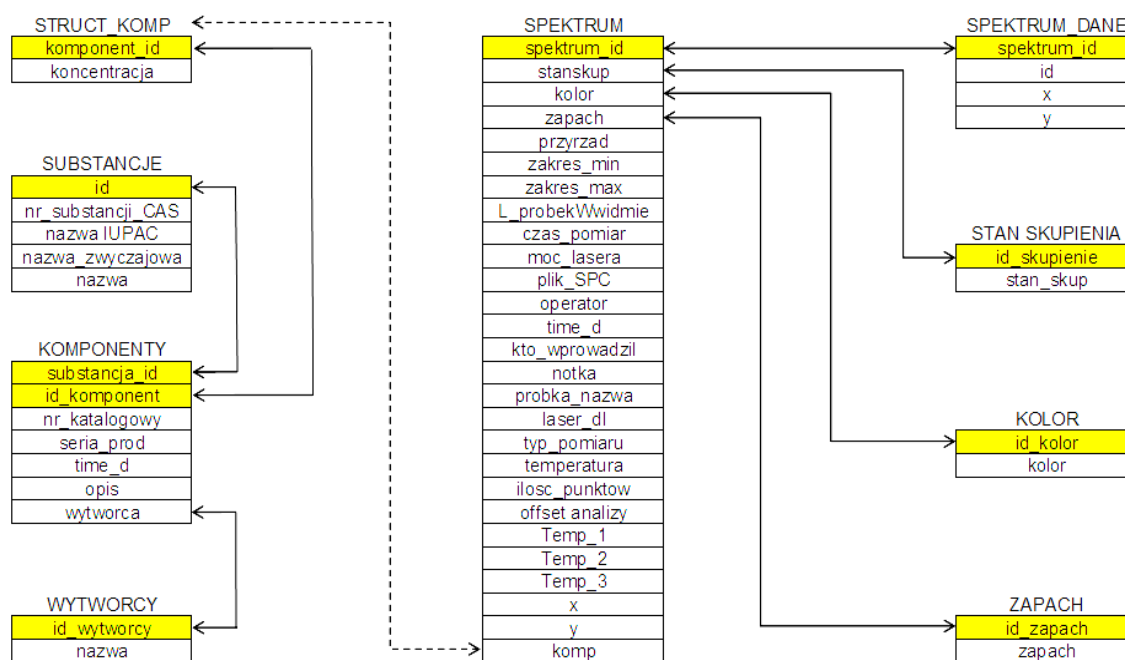 STRUCT_KOMP
komponent_id
koncentracja
SUBSTANCJE
id
nr_substancji_CAS
nazwa IUPAC
nazwa_zwyczajowa
nazwa
KOMPONENTY
substancja_id
id_komponent
nr_katalogowy
seria_prod
time_d
opis
wytworca
WYTWORCY
id_wytworcy
nazwa
SPEKTRUM
spektrum_id
stanskup
kolor
zapach
przyrzad
zakres_min
zakres_max
L_probekWwidmie
czas_pomiar
moc_lasera
plik_SPC
operator
time_d
kto_wprowadzil
notka
probka_nazwa
laser_dl
typ_pomiaru
temperatura
ilosc_punktow
offset analizy
Temp_1
Temp_2
Temp_3
x
y
komp
SPEKTRUM_DANE
spektrum_id
id
x
y
STAN SKUPIENIA
id_skupienie
stan_skup
KOLOR
id_kolor
kolor
ZAPACH
id_zapach
zapach